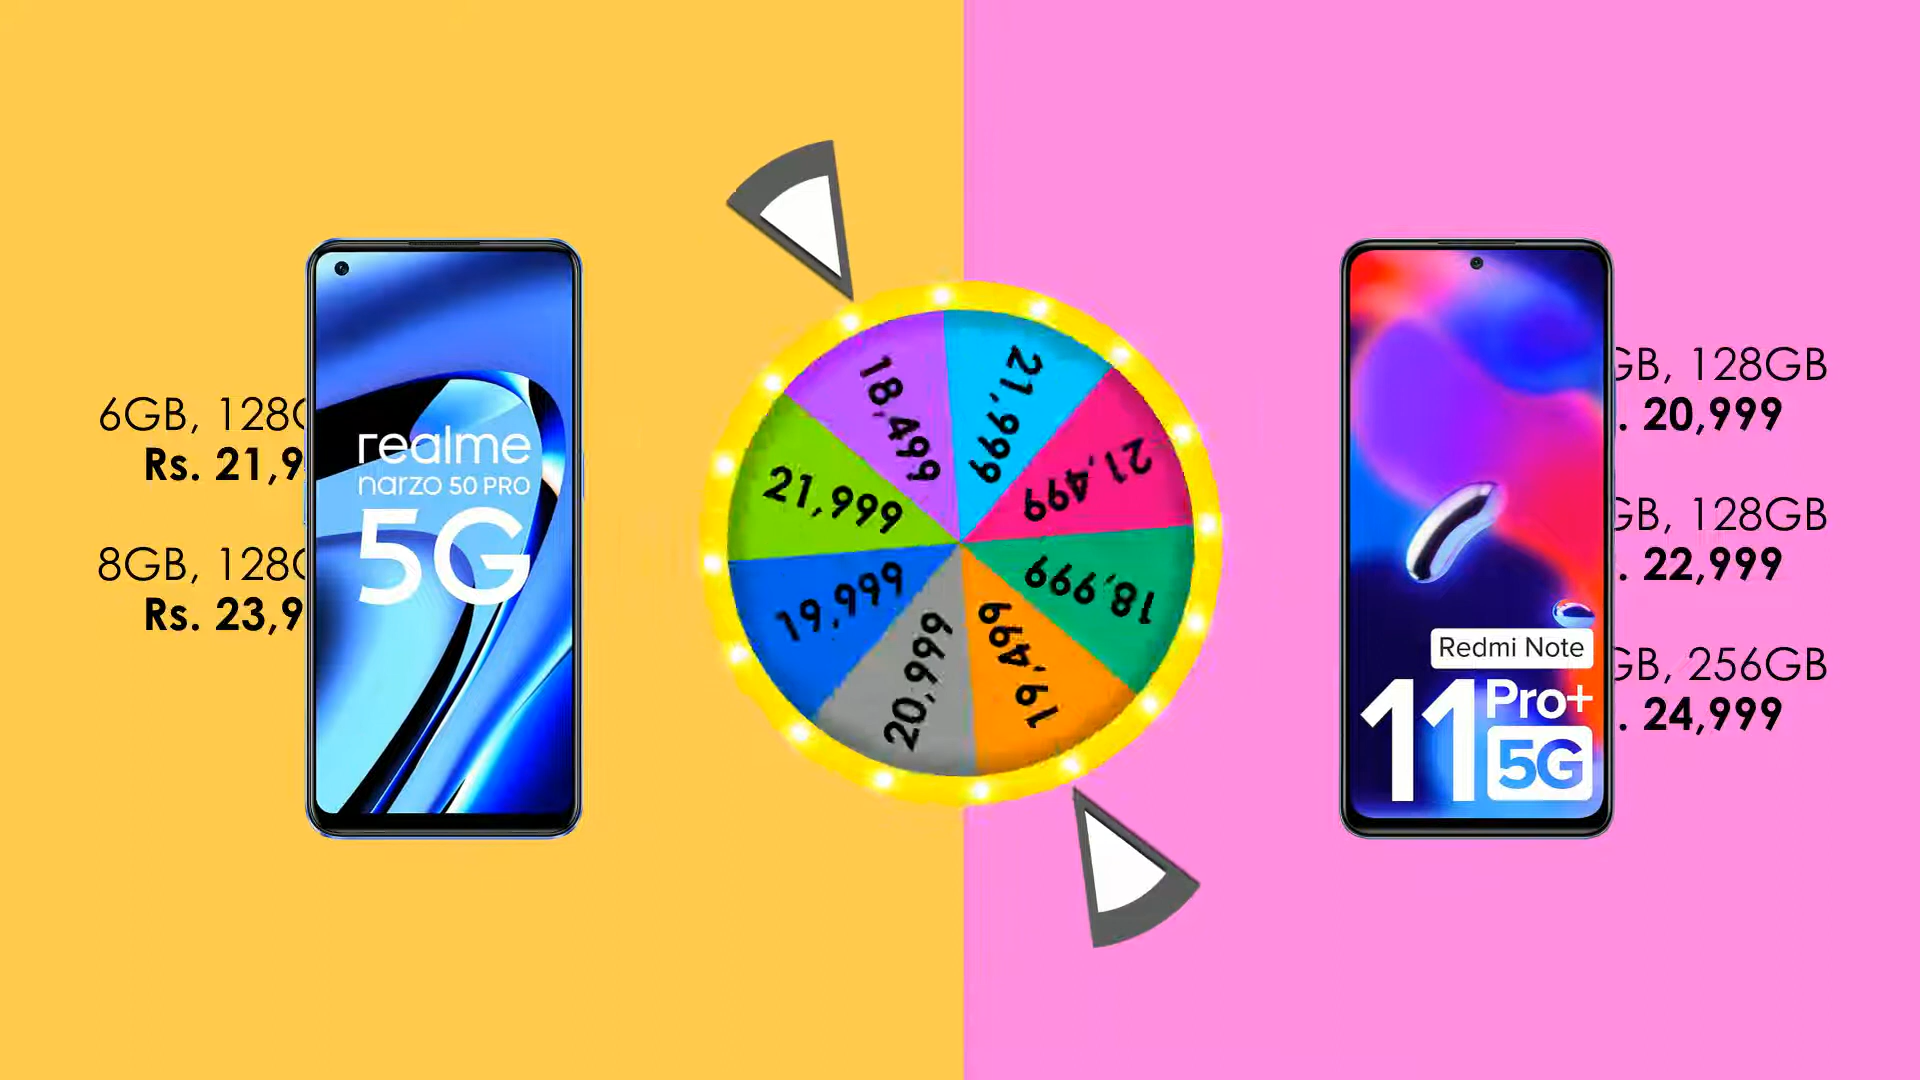 6GB, 128G
Rs. 21,9
8GB, 128G
Rs. 23,9
realme
narzo 50 PRO
5G
18,499
21,999
21,499
18,999
19,499
20,999
19,999
21,999
Redmi Note
11 Pro+
5G
GB, 128GB
. 20,999
GB, 128GB
. 22,999
GB, 256GB
. 24,999